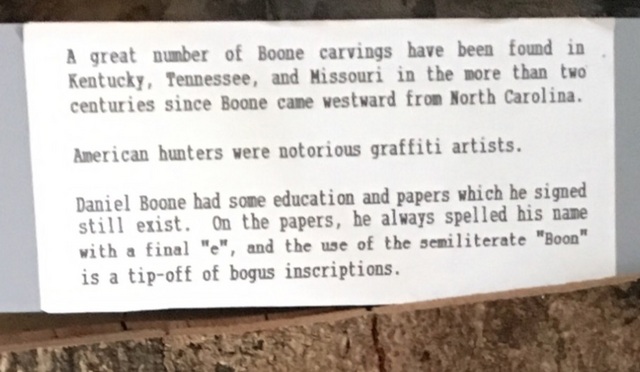 A great number of Boone carvings have been found in
Kentucky, Tennessee, and Missouri in the more than two
centuries since Boone came westward from North Carolina.
American hunters were notorious graffiti artists.
Daniel Boone had some education and papers which he signed
still exist. On the papers, he always spelled his name
with a final "e", and the use of the semiliterate "Boon"
is a tip-off of bogus inscriptions.